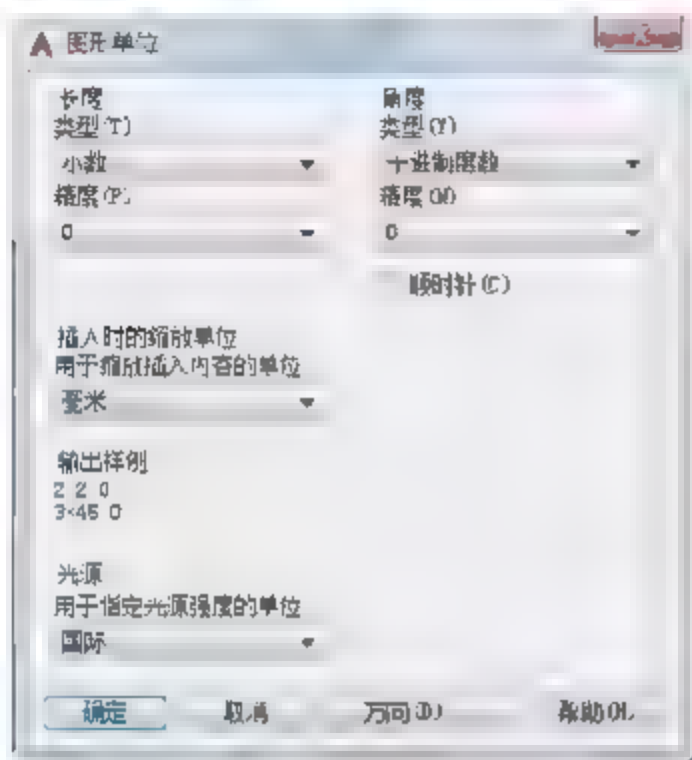 图形单位
长度
类型(T)
小数
精度(P)
0
角度
类型(Y)
十进制度数
精度(N)
0
顺时针(C)
插入时的缩放单位
用于缩放插入内容的单位
毫米
输出样例
2 2 0
3<45 0
光源
用于指定光源强度的单位
国际
确定
取消
方向(D)
帮助(H)